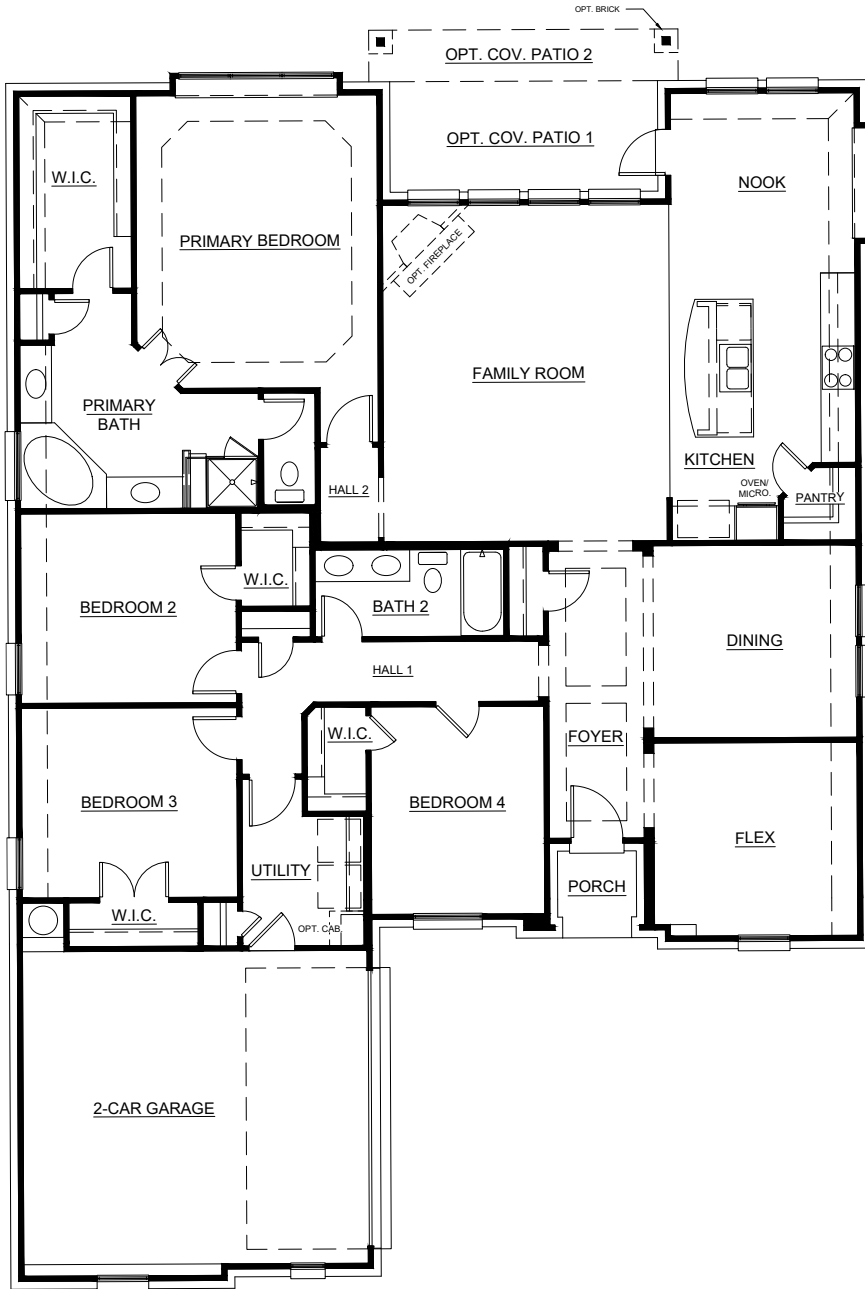 OPT. BRICK
OPT. COV. PATIO 2
OPT. COV. PATIO 1
W.I.C.
NOOK
PRIMARY BEDROOM
OPT. FIREPLACE
FAMILY ROOM
PRIMARY
BATH
KITCHEN
HALL 2
OVEN/
MICRO.
PANTRY
W.I.C.
BEDROOM 2
BATH 2
DINING
HALL 1
W.I.C.
FOYER
BEDROOM 3
BEDROOM 4
FLEX
UTILITY
PORCH
W.I.C.
OPT. CAB.
2-CAR GARAGE